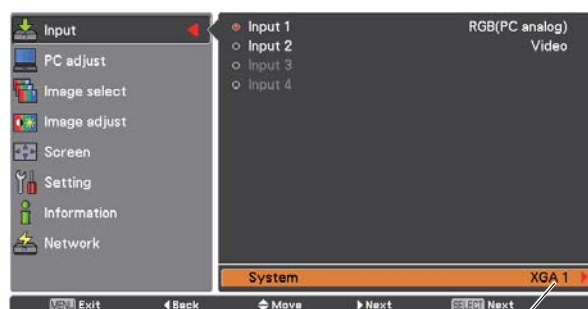 Input
PC adjust
Image select
Image adjust
Screen
Setting
Information
Network
Input 1 RGB(PC analog)
Input 2 Video
Input 3
Input 4
System XGA 1
MENU Exit Back Move Next SELECT Next